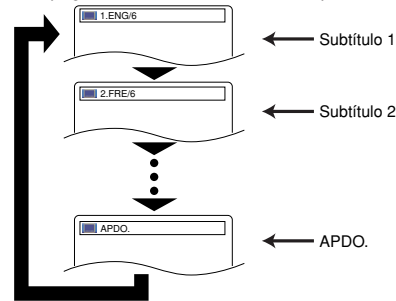 1.ENG/6
Subtítulo 1
2.FRE/6
Subtítulo 2
APDO.
APDO.